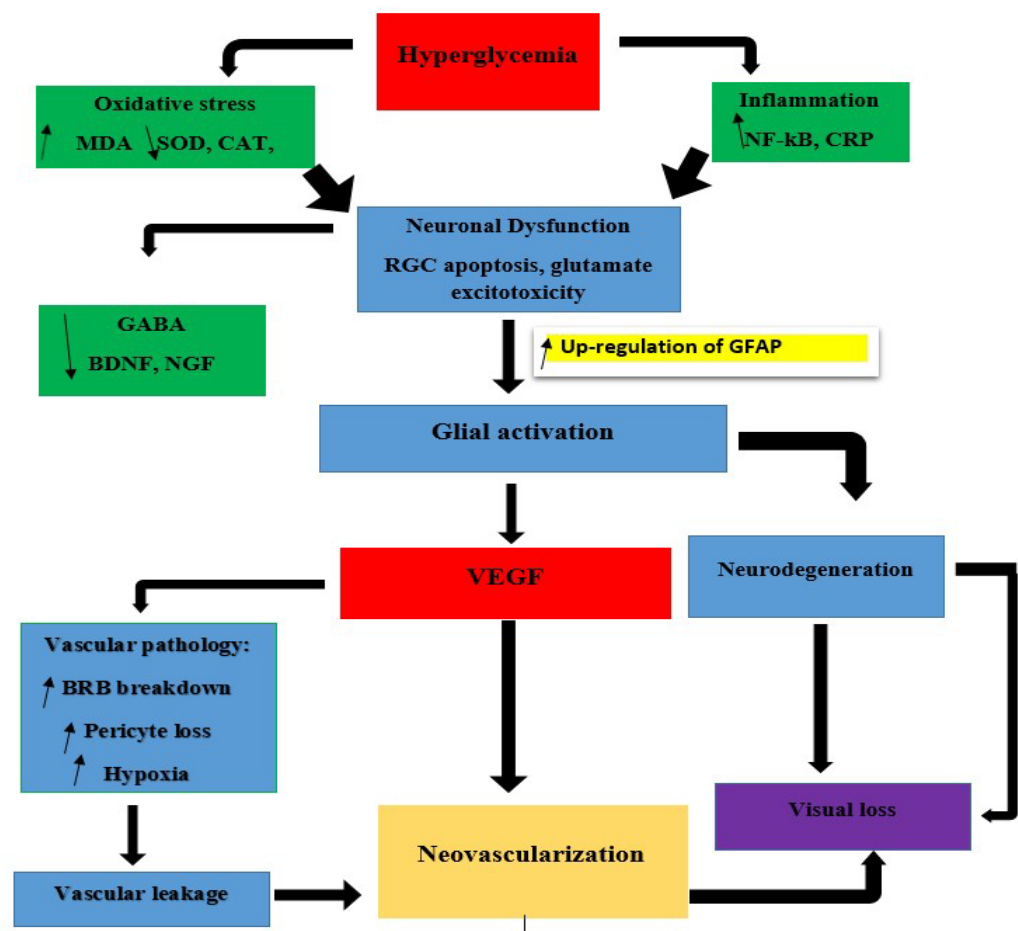 Hyperglycemia
Oxidative stress
MDA SOD, CAT,
Inflammation
NF-kB, CRP
Neuronal Dysfunction
RGC apoptosis, glutamate
excitotoxicity
GABA
BDNF, NGF
Up-regulation of GFAP
Glial activation
VEGF
Neurodegeneration
Vascular pathology:
BRB breakdown
Pericyte loss
Hypoxia
Visual loss
Neovascularization
Vascular leakage